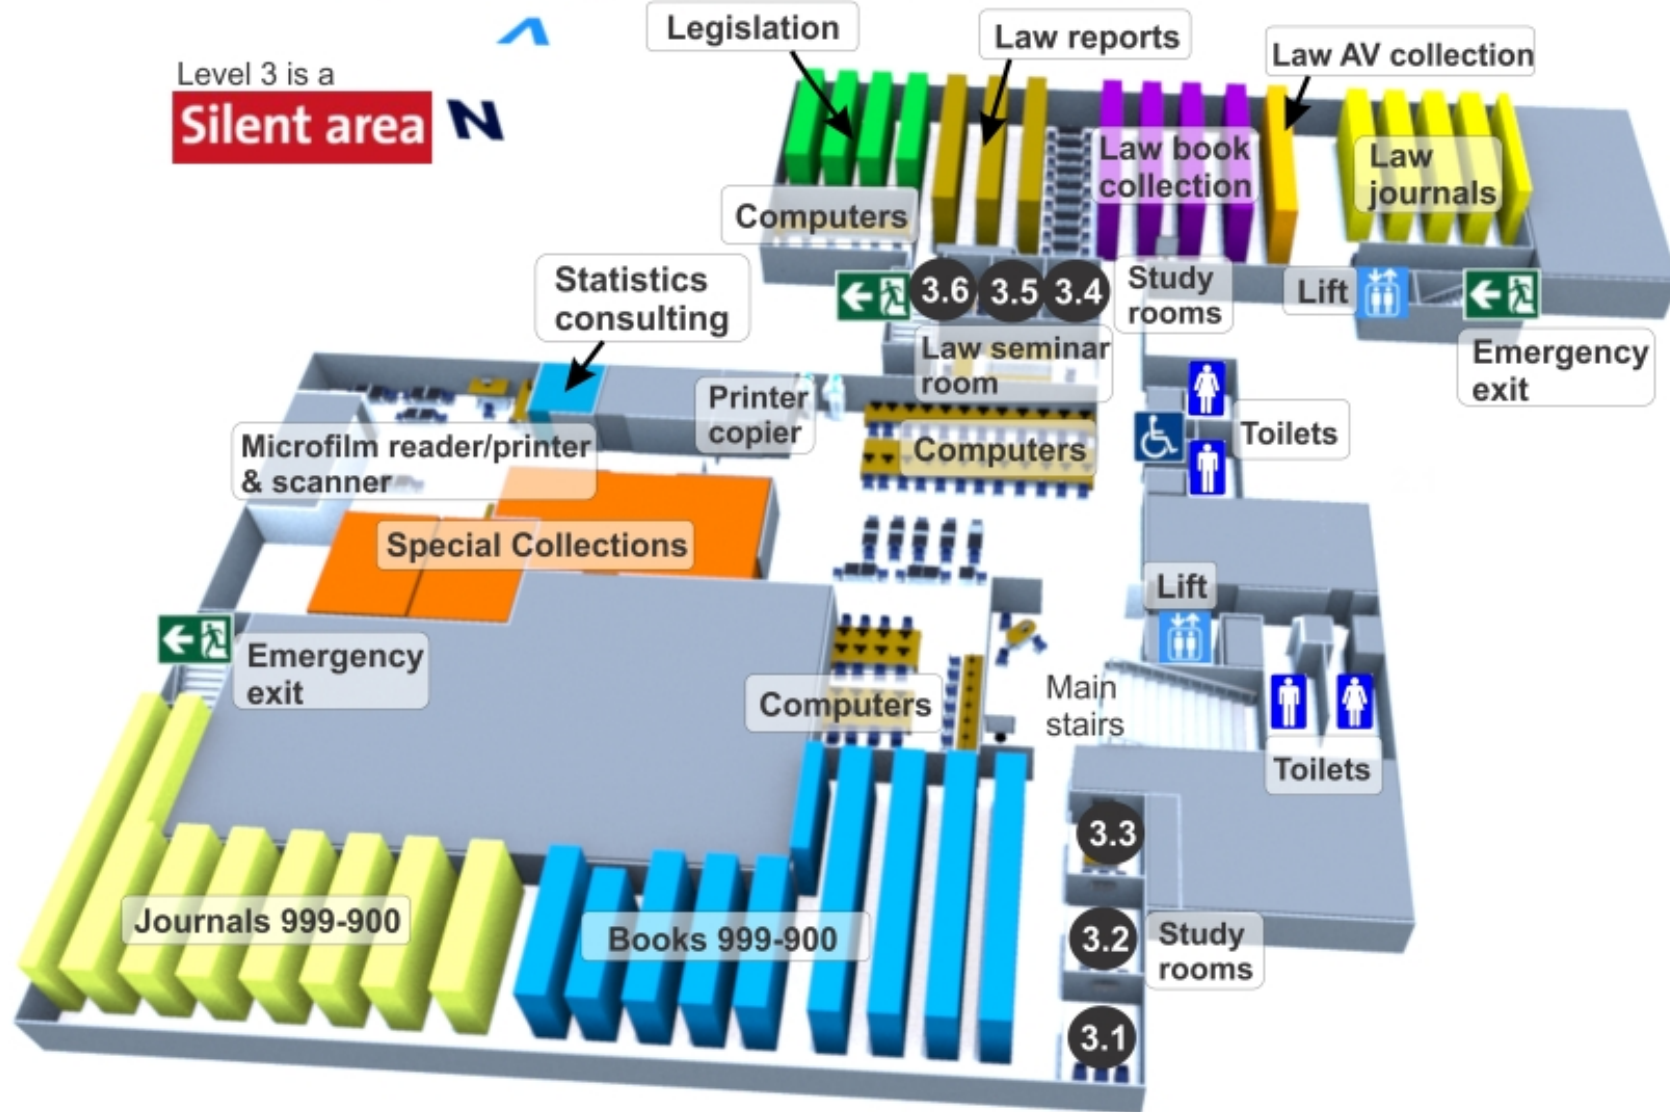 Level 3 is a
Silent area
N
Legislation
Law reports
Law AV collection
Law book
collection
Law
journals
Computers
Statistics
consulting
3.6
3.5
3.4
Study
rooms
Lift
Emergency
exit
Law seminar
room
Printer
copier
Computers
Toilets
Microfilm reader/printer
& scanner
Special Collections
Lift
Emergency
exit
Computers
Main
stairs
Toilets
3.3
Journals 999-900
Books 999-900
3.2
Study
rooms
3.1